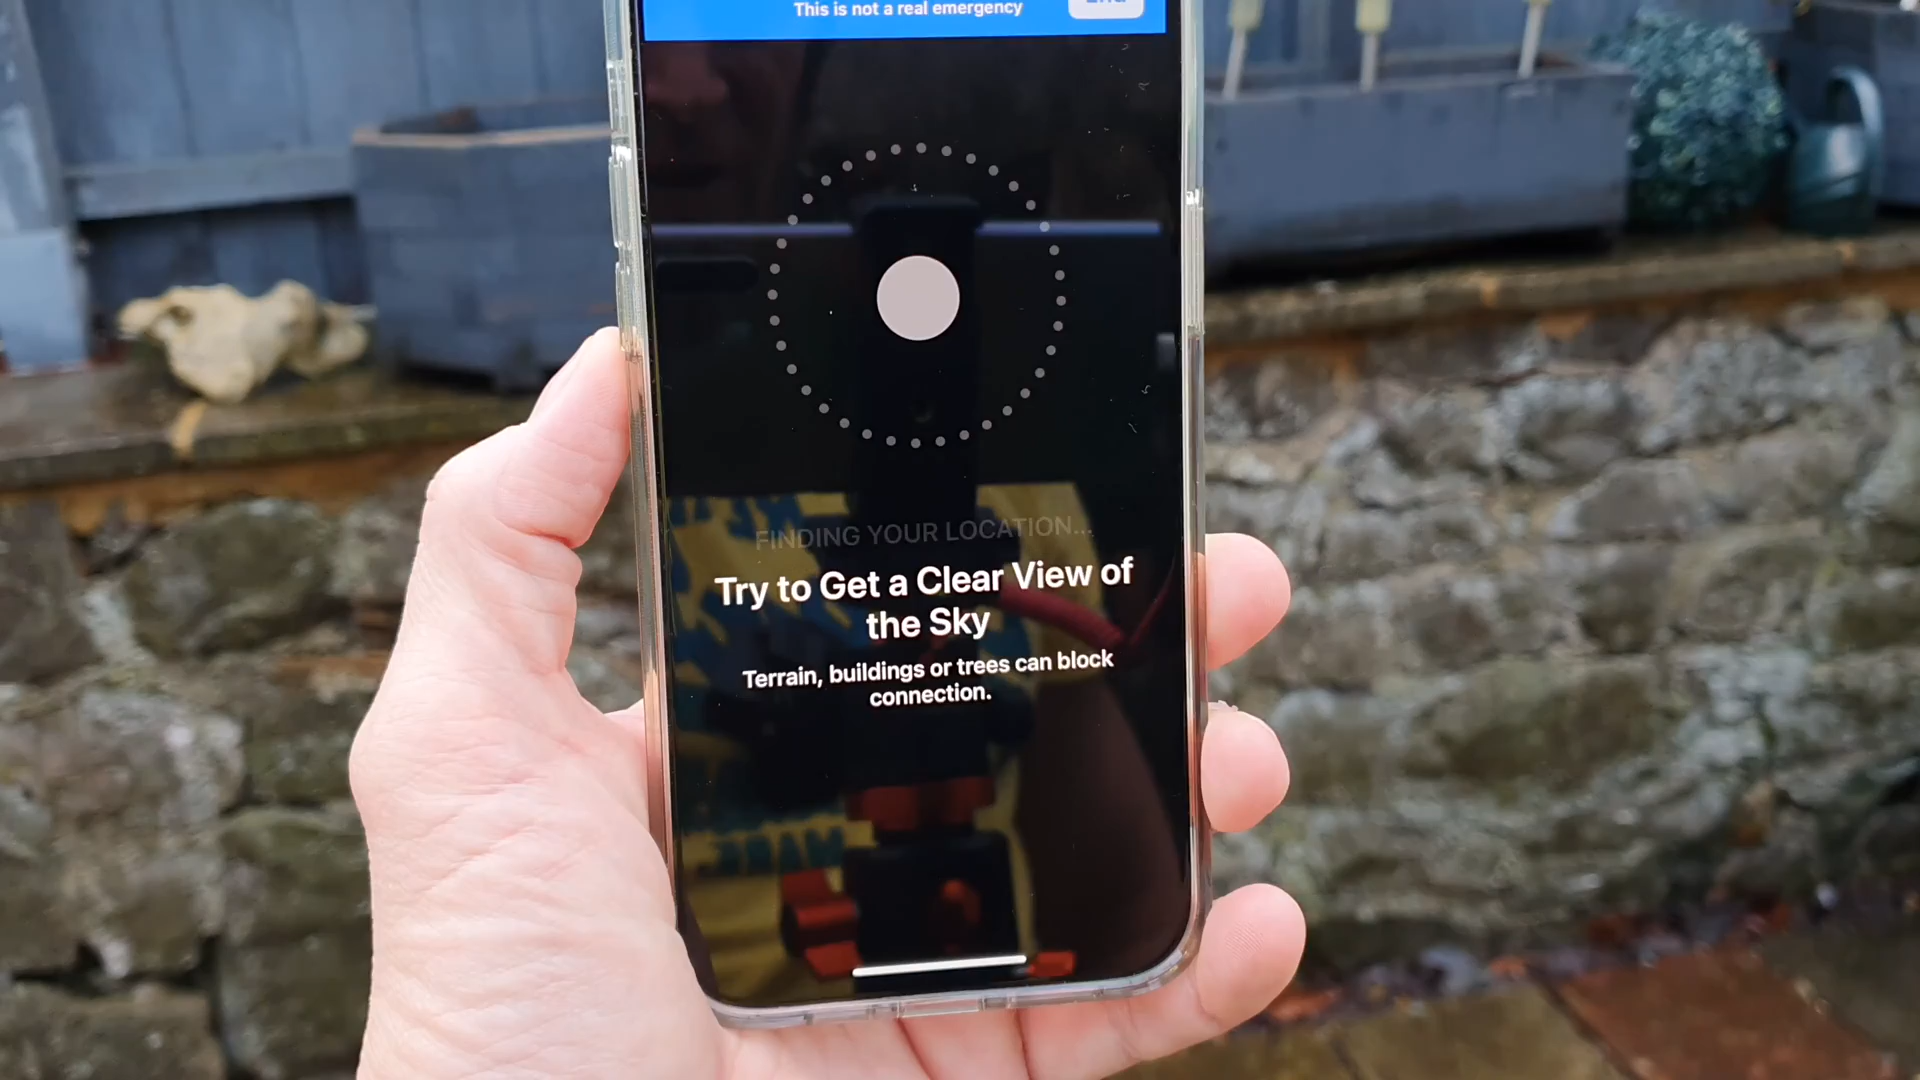 This is not a real emergency
End
FINDING YOUR LOCATION...
Try to Get a Clear View of
the Sky
Terrain, buildings or trees can block
connection.